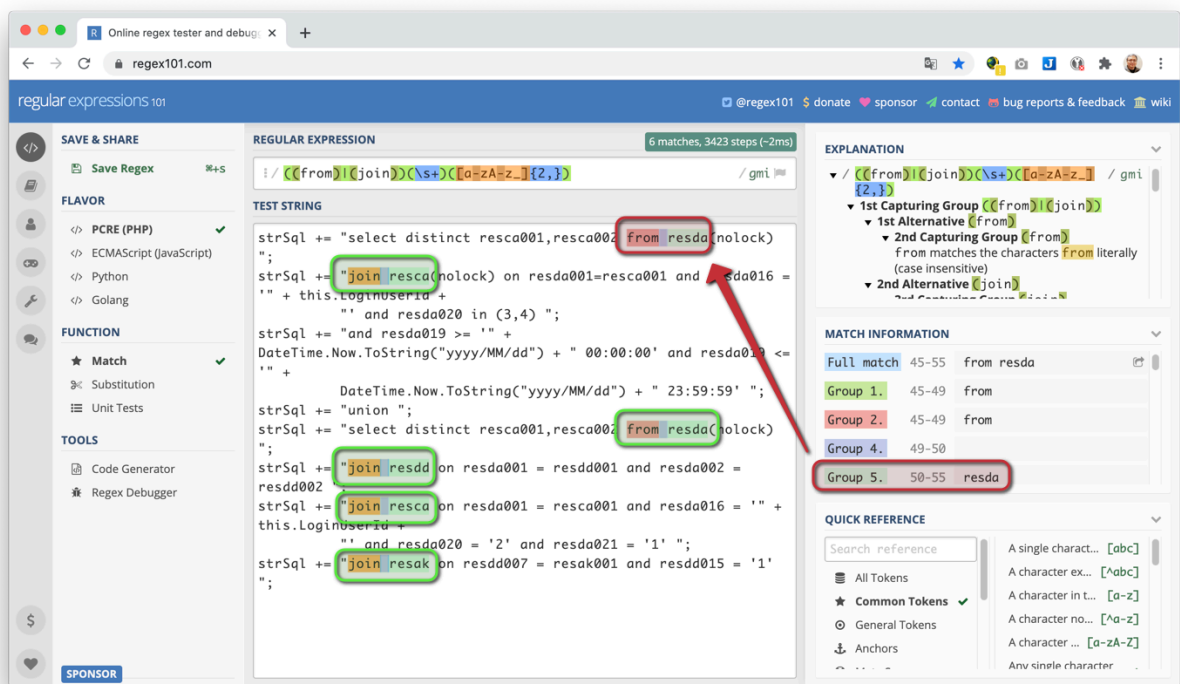 R Online regex tester and debug
regex101.com
regular expressions 101
@regex101 $ donate sponsor contact bug reports & feedback wiki
SAVE & SHARE
Save Regex ⌘+S
FLAVOR
</> PCRE (PHP)
</> ECMAScript (JavaScript)
</> Python
</> Golang
FUNCTION
Match
Substitution
Unit Tests
TOOLS
Code Generator
Regex Debugger
SPONSOR
REGULAR EXPRESSION
6 matches, 3423 steps (~2ms)
/ ((from)|(join))(\s+)([a-zA-Z_]{2,}) / gmi
TEST STRING
strSql += "select distinct resca001,resca002 from resda(nolock)
";
strSql += "join resca(nolock) on resda001=resca001 and resda016 =
'" + this.LoginUserId +
"' and resda020 in (3,4) ";
strSql += "and resda019 >= '" +
DateTime.Now.ToString("yyyy/MM/dd") + " 00:00:00' and resda019 <=
'" +
DateTime.Now.ToString("yyyy/MM/dd") + " 23:59:59' ";
strSql += "union ";
strSql += "select distinct resca001,resca002 from resda(nolock)
";
strSql += "join resdd on resda001 = resdd001 and resda002 =
resdd002 ";
strSql += "join resca on resda001 = resca001 and resda016 = '" +
this.LoginUserId +
"' and resda020 = '2' and resda021 = '1' ";
strSql += "join resak on resdd007 = resak001 and resdd015 = '1'
";
EXPLANATION
/ ((from)|(join))(\s+)([a-zA-Z_] / gmi
{2,})
1st Capturing Group ((from)|(join))
1st Alternative (from)
2nd Capturing Group (from)
from matches the characters from literally
(case insensitive)
2nd Alternative (join)
3rd Capturing Group (join)
MATCH INFORMATION
Full match 45-55 from resda
Group 1. 45-49 from
Group 2. 45-49 from
Group 4. 49-50
Group 5. 50-55 resda
QUICK REFERENCE
Search reference
All Tokens
Common Tokens
General Tokens
Anchors
A single charact... [abc]
A character ex... [^abc]
A character in t... [a-z]
A character no... [^a-z]
A character ... [a-zA-Z]
Any single character